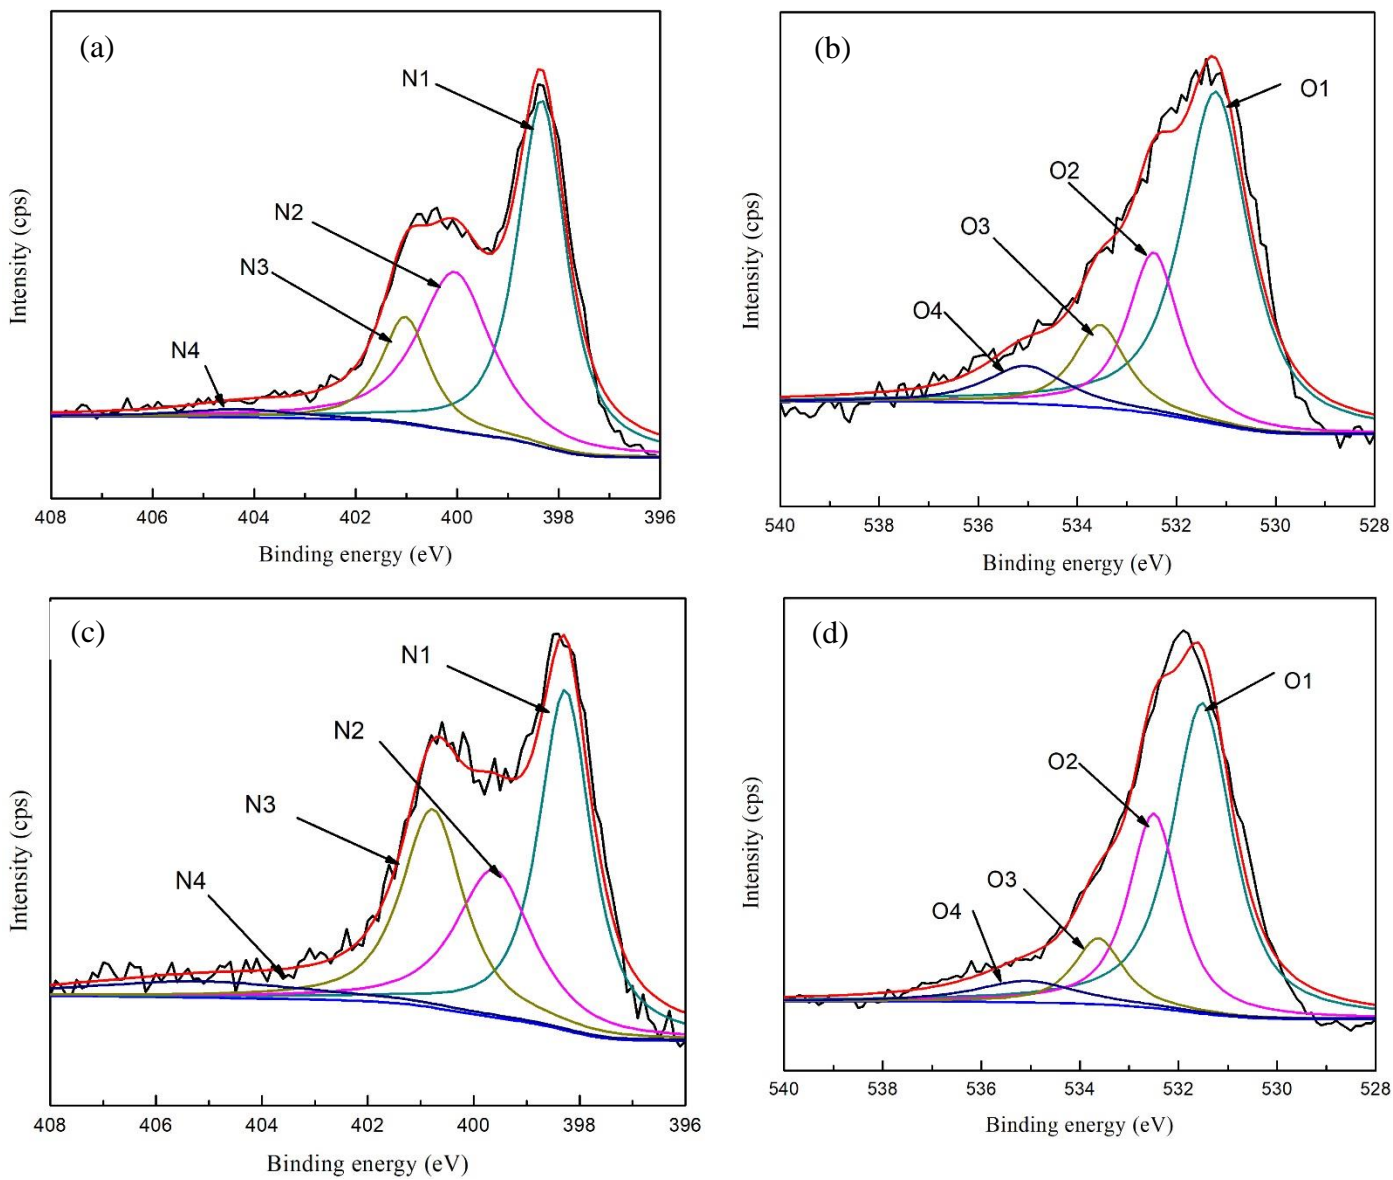 (a)
N1
N2
N3
N4
Intensity (cps)
408 406 404 402 400 398 396
Binding energy (eV)
(b)
O1
O2
O3
O4
Intensity (cps)
540 538 536 534 532 530 528
Binding energy (eV)
(c)
N1
N2
N3
N4
Intensity (cps)
408 406 404 402 400 398 396
Binding energy (eV)
(d)
O1
O2
O3
O4
Intensity (cps)
540 538 536 534 532 530 528
Binding energy (eV)